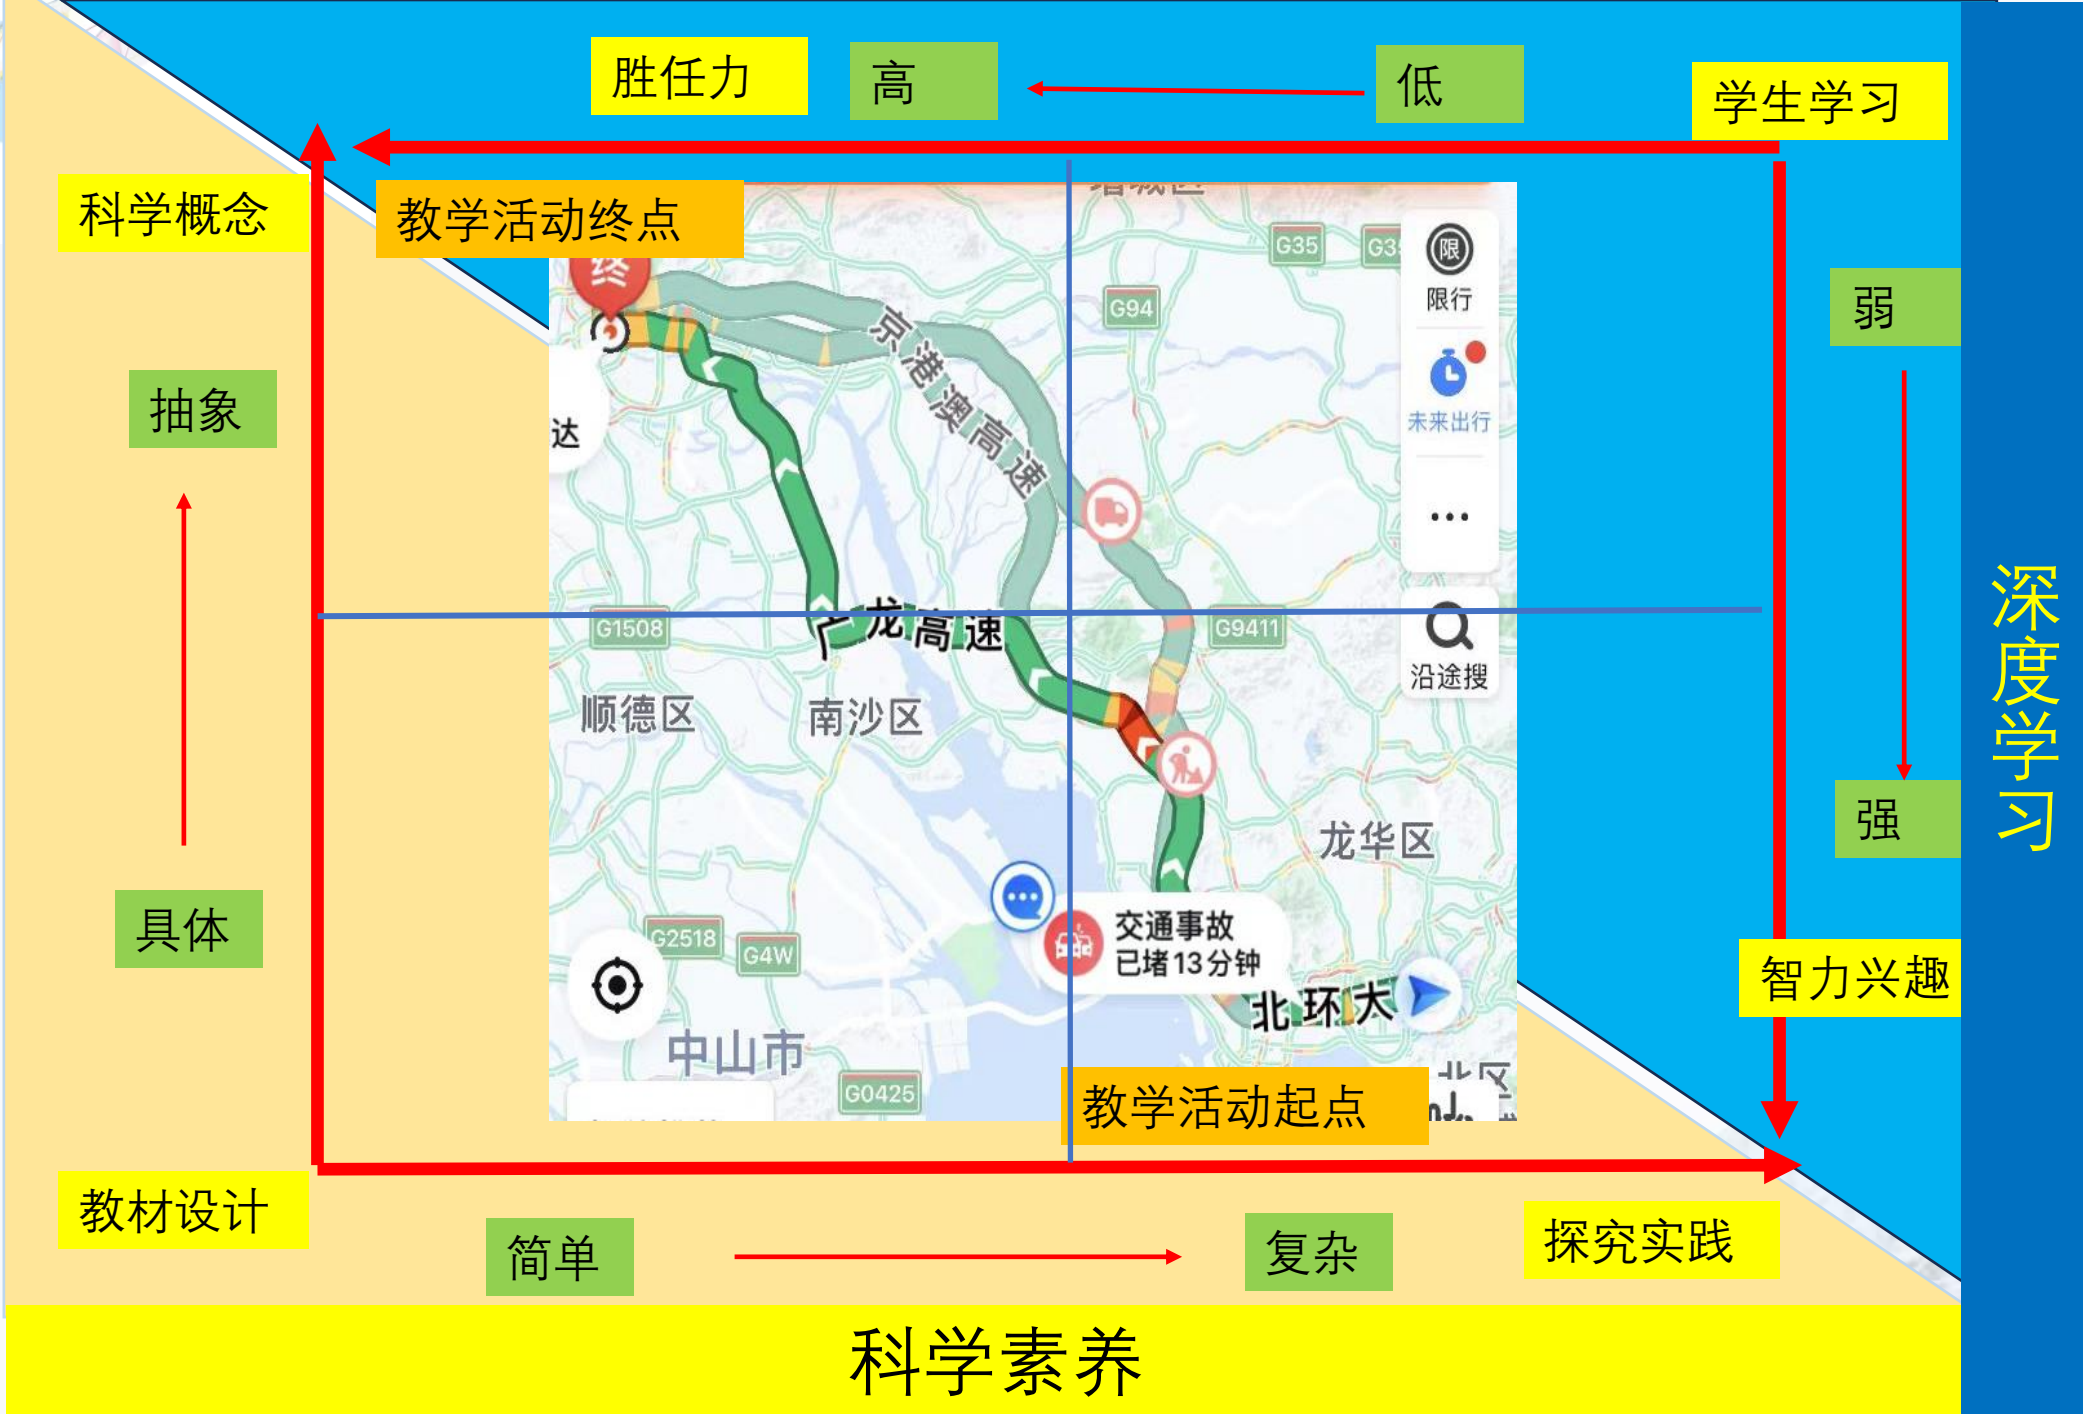 胜任力
高
低
学生学习
科学概念
教学活动终点
终
G35
限行
弱
G94
京港澳高速
未来出行
抽象
达
深度学习
G1508
广龙高速
G9411
沿途搜
顺德区
南沙区
强
龙华区
具体
交通事故
已堵13分钟
G2518
G4W
智力兴趣
北环大
中山市
G0425
教学活动起点
教材设计
简单
复杂
探究实践
科学素养